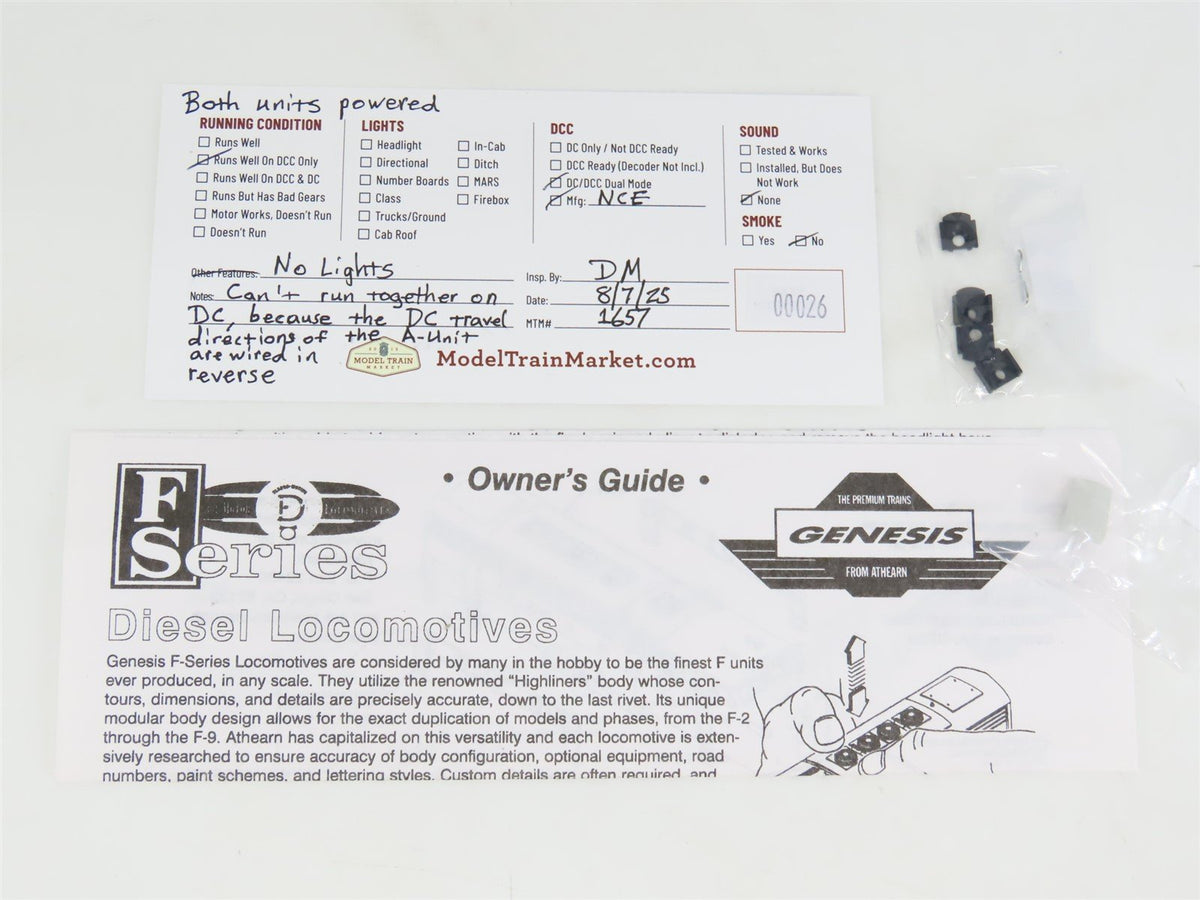 Both units powered
RUNNING CONDITION
Runs Well
Runs Well On DCC Only
Runs Well On DCC & DC
Runs But Has Bad Gears
Motor Works, Doesn't Run
Doesn't Run
LIGHTS
Headlight
Directional
Number Boards
Class
Trucks/Ground
Cab Roof
In-Cab
Ditch
MARS
Firebox
DCC
DC Only / Not DCC Ready
DCC Ready (Decoder Not Incl.)
DC/DCC Dual Mode
Mfg: NCE
SOUND
Tested & Works
Installed, But Does
Not Work
None
SMOKE
Yes No
Other Features: No Lights
Notes: Can't run together on
DC, because the DC travel
directions of the A-Unit
are wired in
reverse
Insp. By: DM
Date: 8/7/25
MTM# 1657
00026
MODEL TRAIN
MARKET
ModelTrainMarket.com
F Series
• Owner's Guide •
THE PREMIUM TRAINS
GENESIS
FROM ATHEARN
Diesel Locomotives
Genesis F-Series Locomotives are considered by many in the hobby to be the finest F units
ever produced, in any scale. They utilize the renowned "Highliners" body whose con-
tours, dimensions, and details are precisely accurate, down to the last rivet. Its unique
modular body design allows for the exact duplication of models and phases, from the F-2
through the F-9. Athearn has capitalized on this versatility and each locomotive is exten-
sively researched to ensure accuracy of body configuration, optional equipment, road
numbers, paint schemes, and lettering styles. Custom details are often required, and